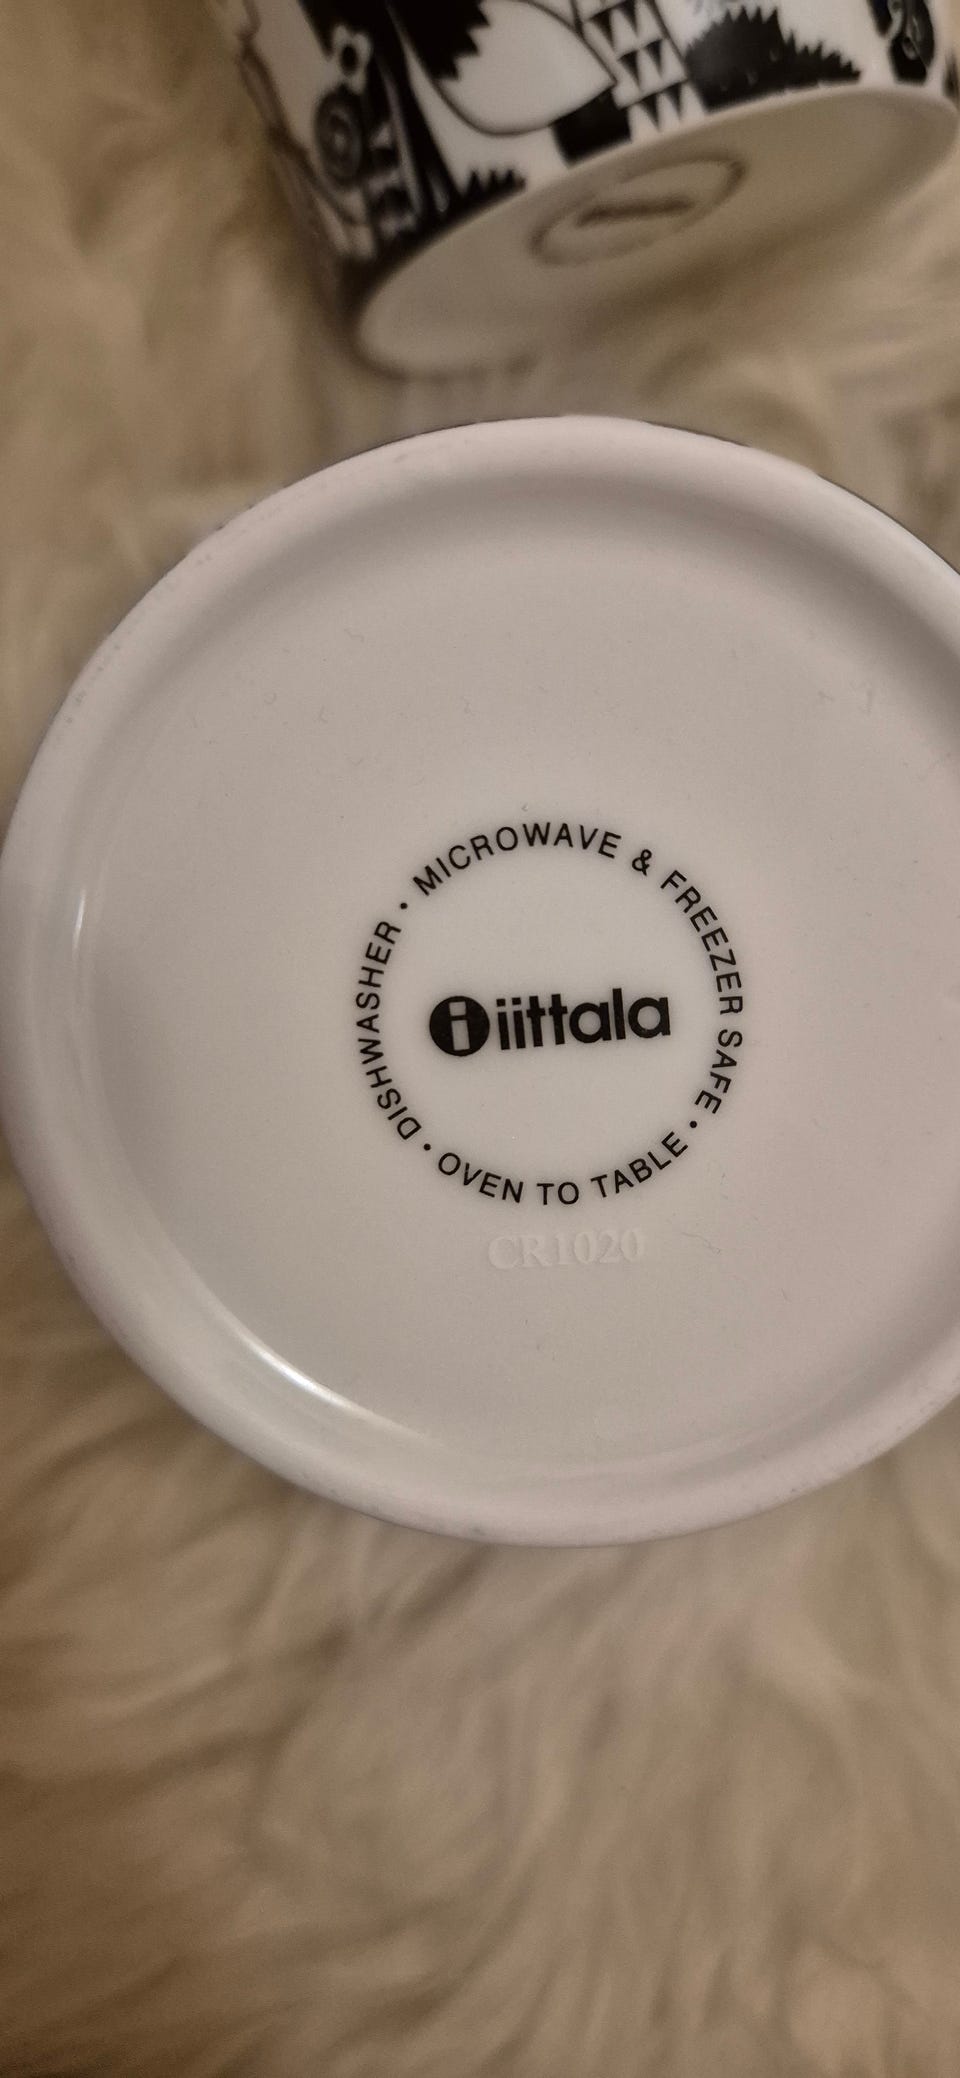 MICROWAVE & FREEZER SAFE • OVEN TO TABLE • DISHWASHER •
i iittala
CR1020